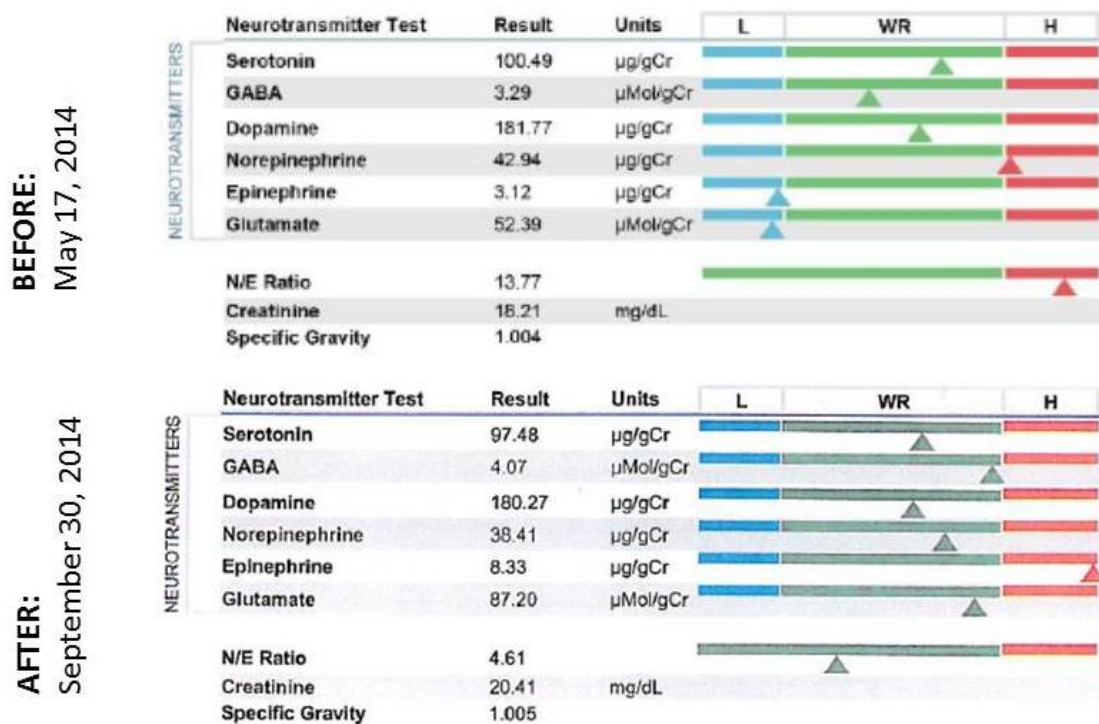 BEFORE:
May 17, 2014
NEUROTRANSMITTERS
Neurotransmitter Test Result Units L WR H
Serotonin 100.49 µg/gCr
GABA 3.29 µMol/gCr
Dopamine 181.77 µg/gCr
Norepinephrine 42.94 µg/gCr
Epinephrine 3.12 µg/gCr
Glutamate 52.39 µMol/gCr
N/E Ratio 13.77
Creatinine 18.21 mg/dL
Specific Gravity 1.004
AFTER:
September 30, 2014
NEUROTRANSMITTERS
Neurotransmitter Test Result Units L WR H
Serotonin 97.48 µg/gCr
GABA 4.07 µMol/gCr
Dopamine 180.27 µg/gCr
Norepinephrine 38.41 µg/gCr
Epinephrine 8.33 µg/gCr
Glutamate 87.20 µMol/gCr
N/E Ratio 4.61
Creatinine 20.41 mg/dL
Specific Gravity 1.005